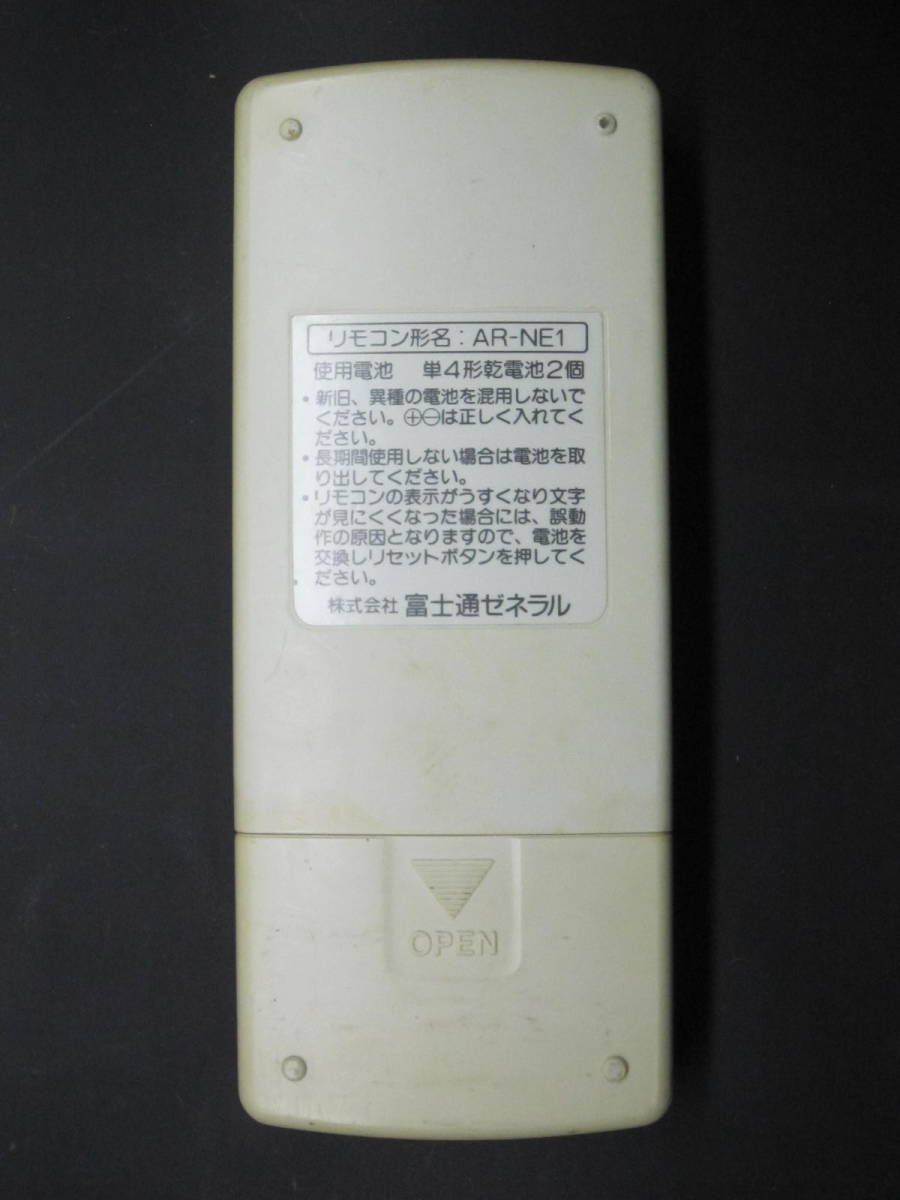 リモコン形名：AR-NE1
使用電池　単4形乾電池2個
・新旧、異種の電池を混用しないで
ください。⊕⊖は正しく入れてく
ださい。
・長期間使用しない場合は電池を取
り出してください。
・リモコンの表示がうすくなり文字
が見にくくなった場合には、誤動
作の原因となりますので、電池を
交換しリセットボタンを押してく
ださい。
株式会社 富士通ゼネラル
OPEN